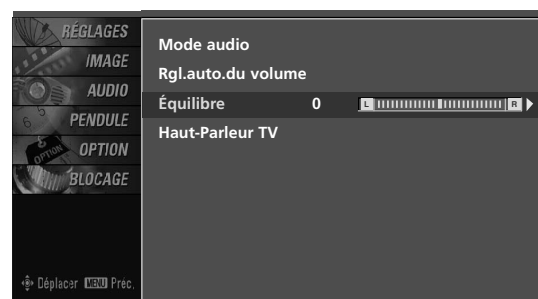 RÉGLAGES
IMAGE
AUDIO
PENDULE
OPTION
BLOCAGE
Mode audio
Rgl.auto.du volume
Équilibre 0 L R
Haut-Parleur TV
Déplacer MENU Préc.